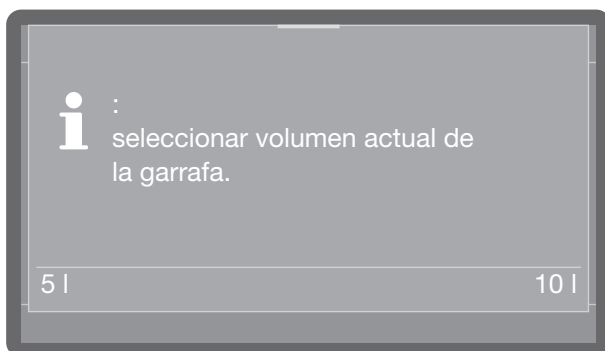 :
seleccionar volumen actual de
la garrafa.
5 l
10 l